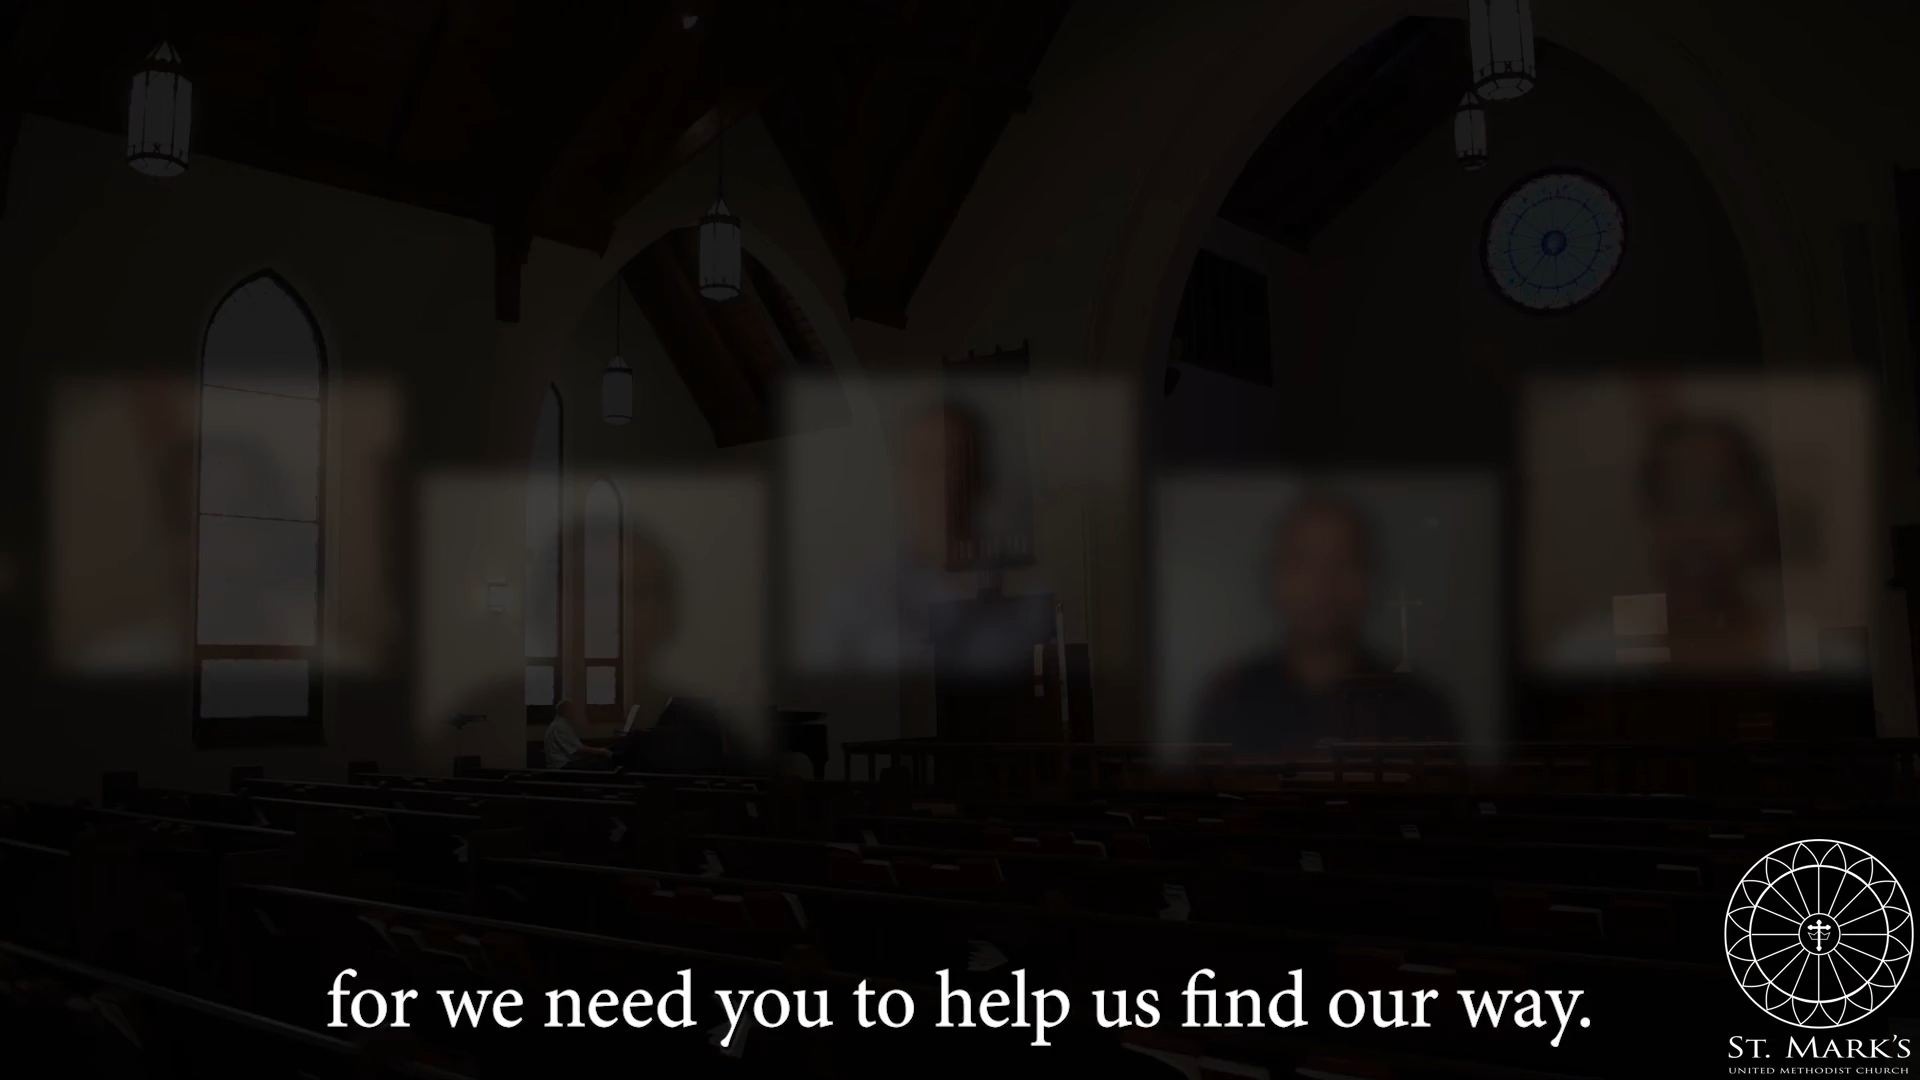 for we need you to help us find our way.
St. Mark's
UNITED METHODIST CHURCH